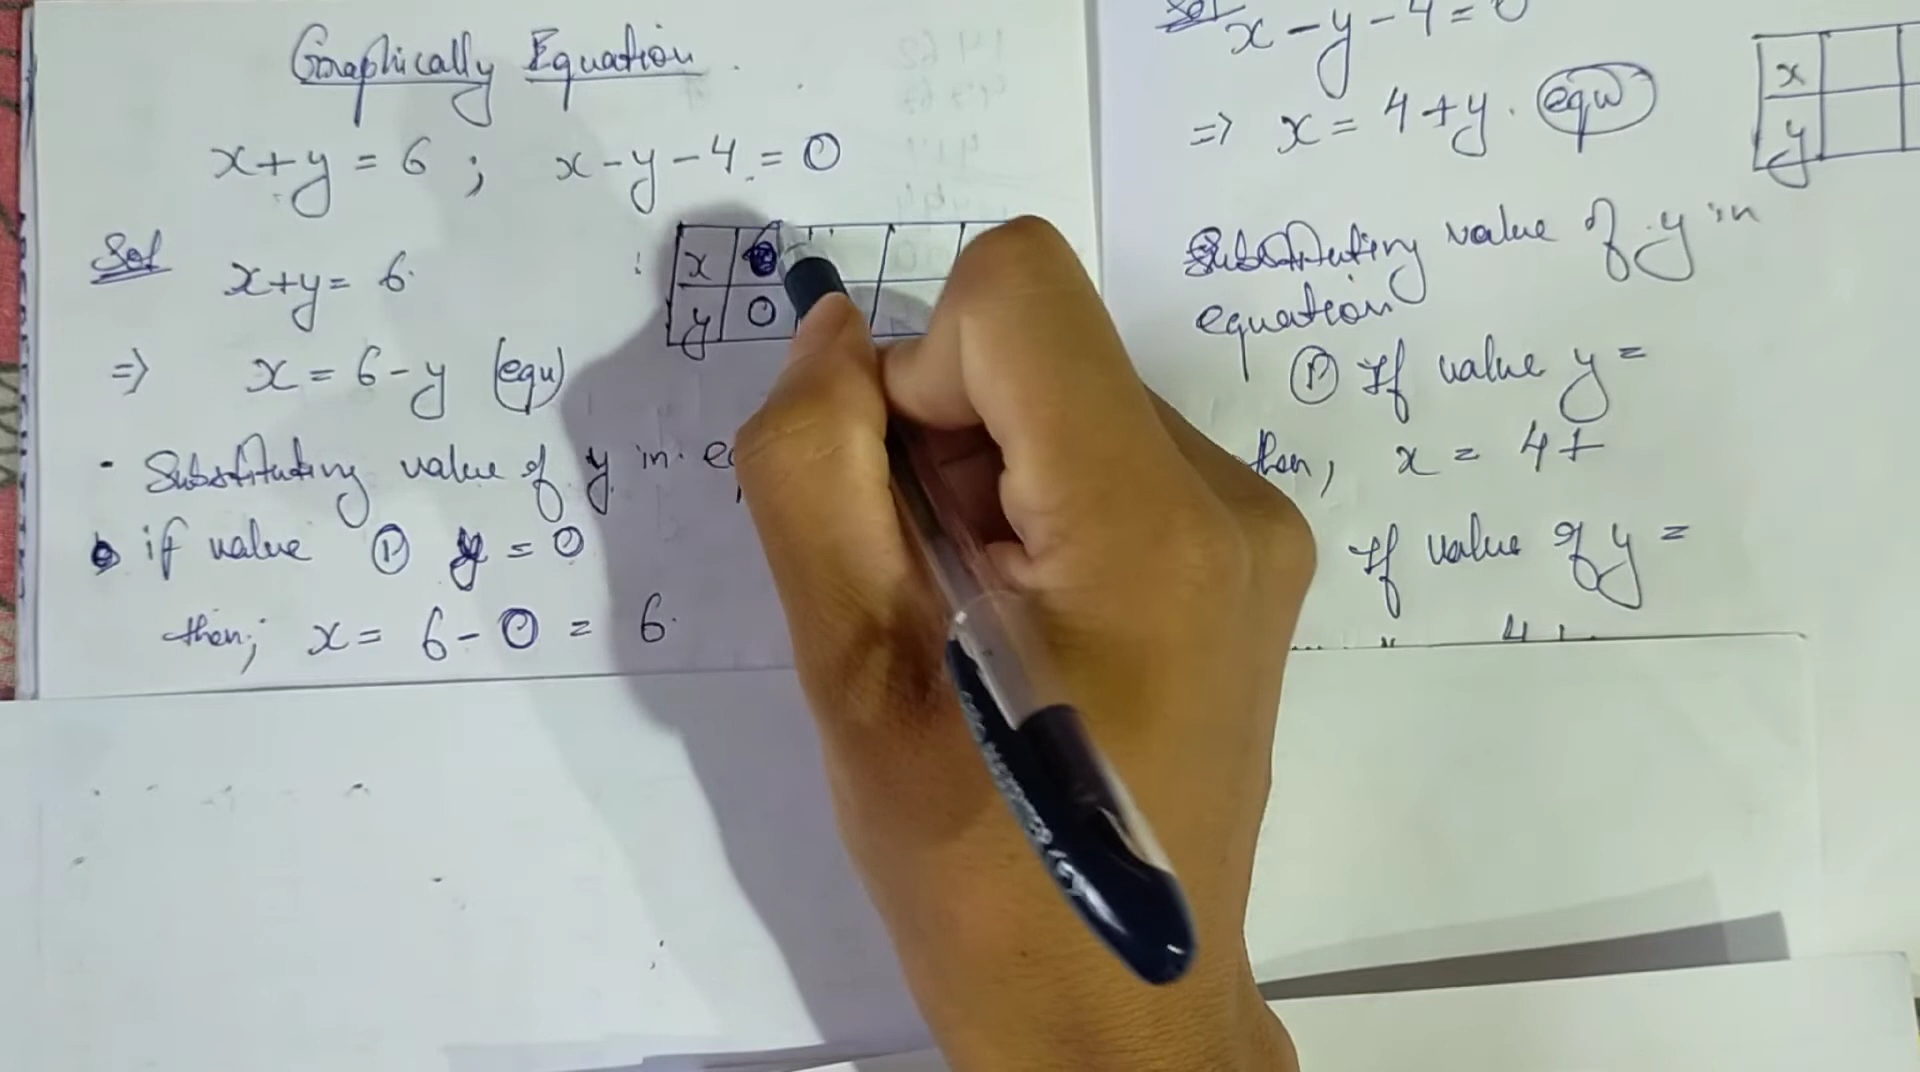 Graphically Equation.
x+y = 6 ; x-y-4 = 0
Sol x+y= 6.
x
y 0
=> x = 6-y (equ)
· Substituting value of y in
if value ① y = 0
then; x = 6-0 = 6.
Sol x-y-4=0
=> x = 4+y. equ
x
y
Substituting value of y in
equation
① If value y =
then, x = 4+
If value of y =